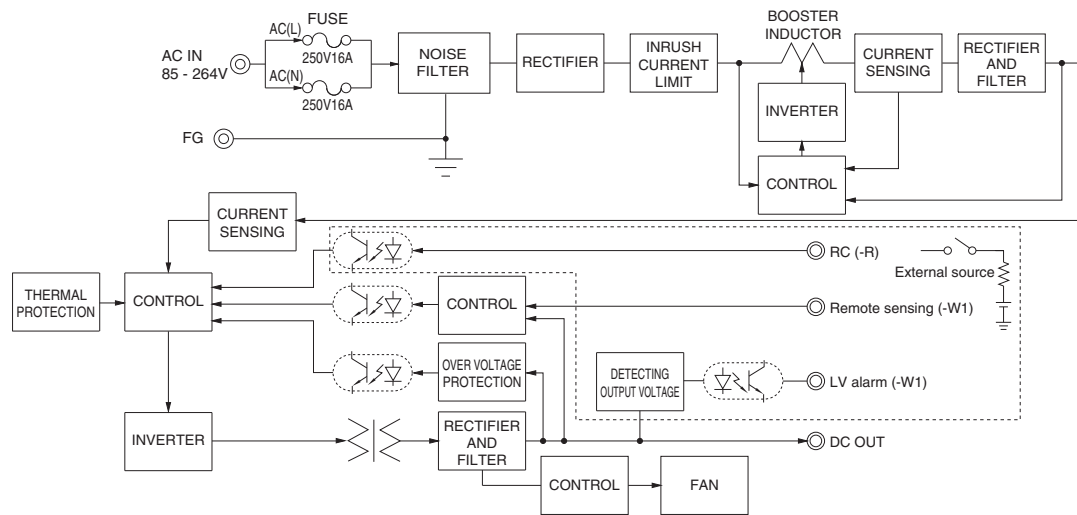 AC IN
85 - 264V
AC(L)
FUSE
250V16A
AC(N)
250V16A
NOISE
FILTER
RECTIFIER
INRUSH
CURRENT
LIMIT
BOOSTER
INDUCTOR
CURRENT
SENSING
RECTIFIER
AND
FILTER
INVERTER
FG
CONTROL
CURRENT
SENSING
RC (-R)
External source
THERMAL
PROTECTION
CONTROL
CONTROL
Remote sensing (-W1)
OVER VOLTAGE
PROTECTION
DETECTING
OUTPUT VOLTAGE
LV alarm (-W1)
INVERTER
RECTIFIER
AND
FILTER
DC OUT
CONTROL
FAN